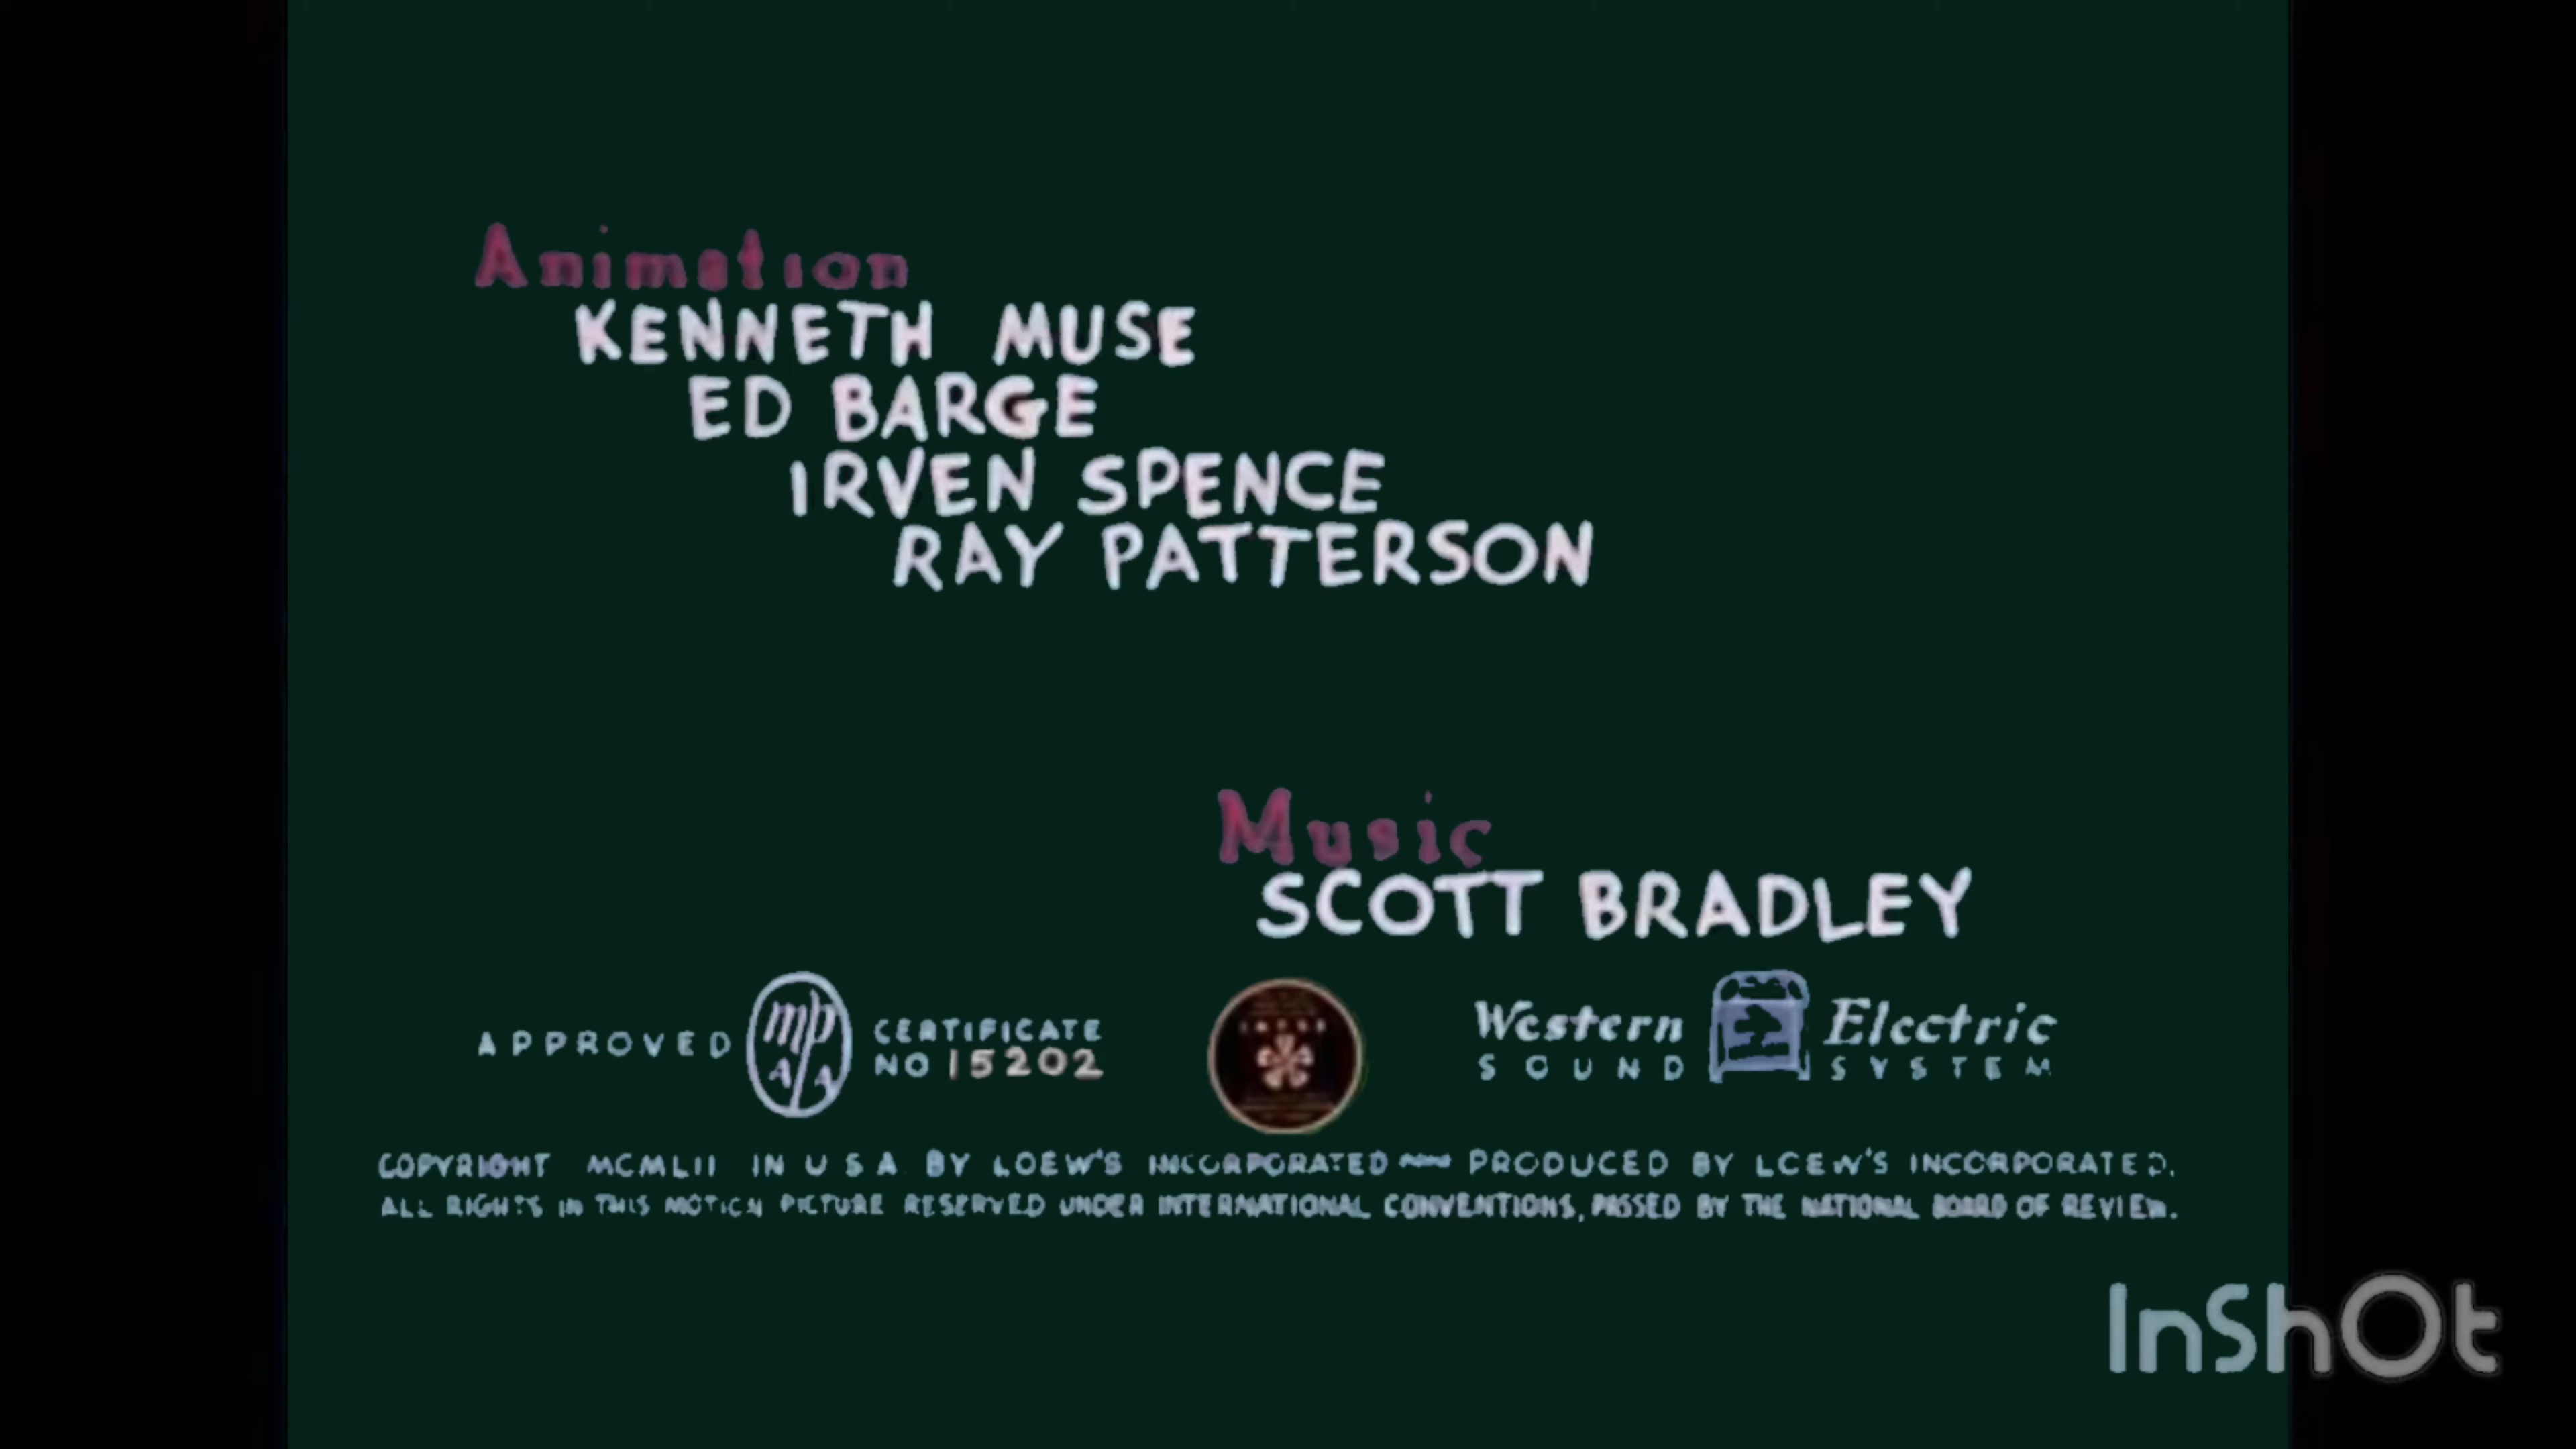 Animation
KENNETH MUSE
ED BARGE
IRVEN SPENCE
RAY PATTERSON
Music
SCOTT BRADLEY
APPROVED
mp
AA
CERTIFICATE
NO 15202
Western Electric
SOUND SYSTEM
COPYRIGHT MCMLII IN U S A BY LOEW'S INCORPORATED PRODUCED BY LOEW'S INCORPORATED.
ALL RIGHTS IN THIS MOTION PICTURE RESERVED UNDER INTERNATIONAL CONVENTIONS, PASSED BY THE NATIONAL BOARD OF REVIEW.
InShOt